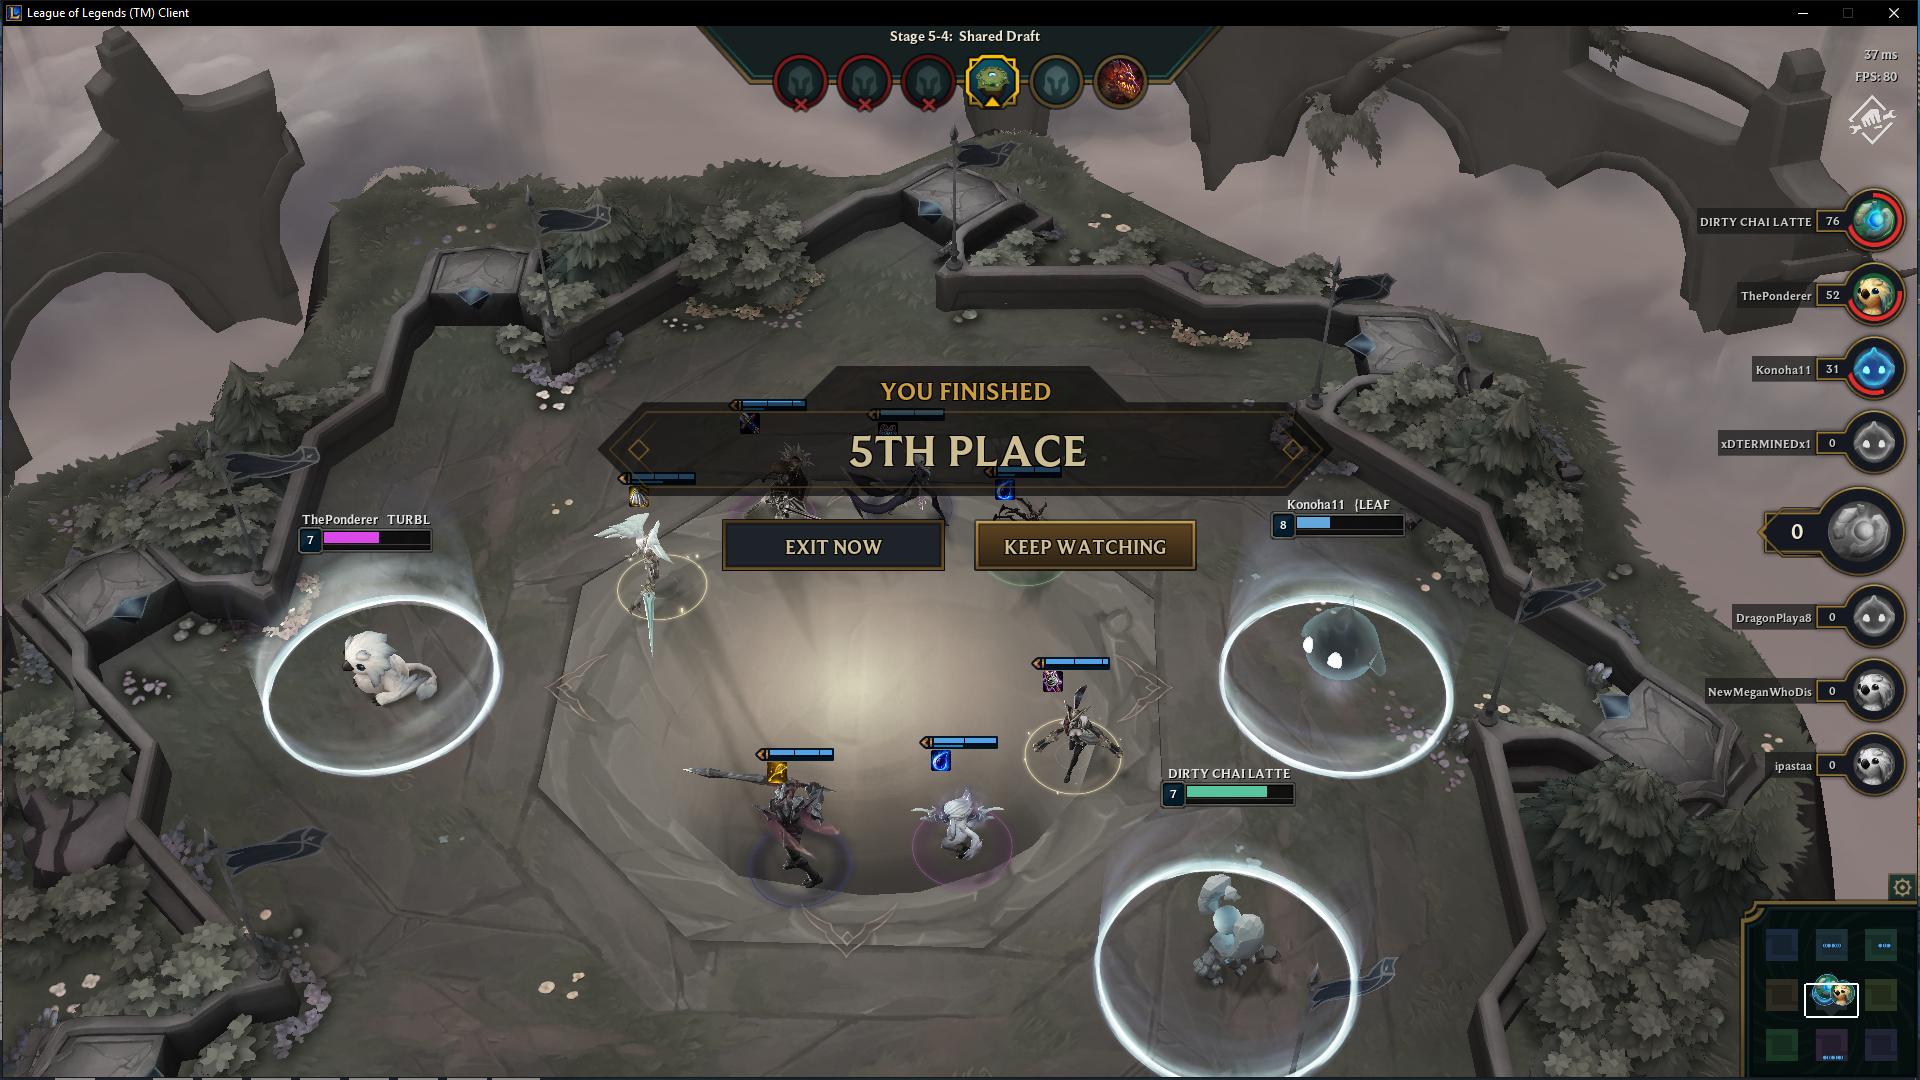 League of Legends (TM) Client
Stage 5-4: Shared Draft
37 ms
FPS: 80
DIRTY CHAI LATTE 76
ThePonderer 52
Konoha11 31
xDTERMINEDx1 0
0
DragonPlaya8 0
NewMeganWhoDis 0
ipastaa 0
YOU FINISHED
5TH PLACE
EXIT NOW
KEEP WATCHING
ThePonderer TURBL
7
Konoha11 {LEAF
8
DIRTY CHAI LATTE
7